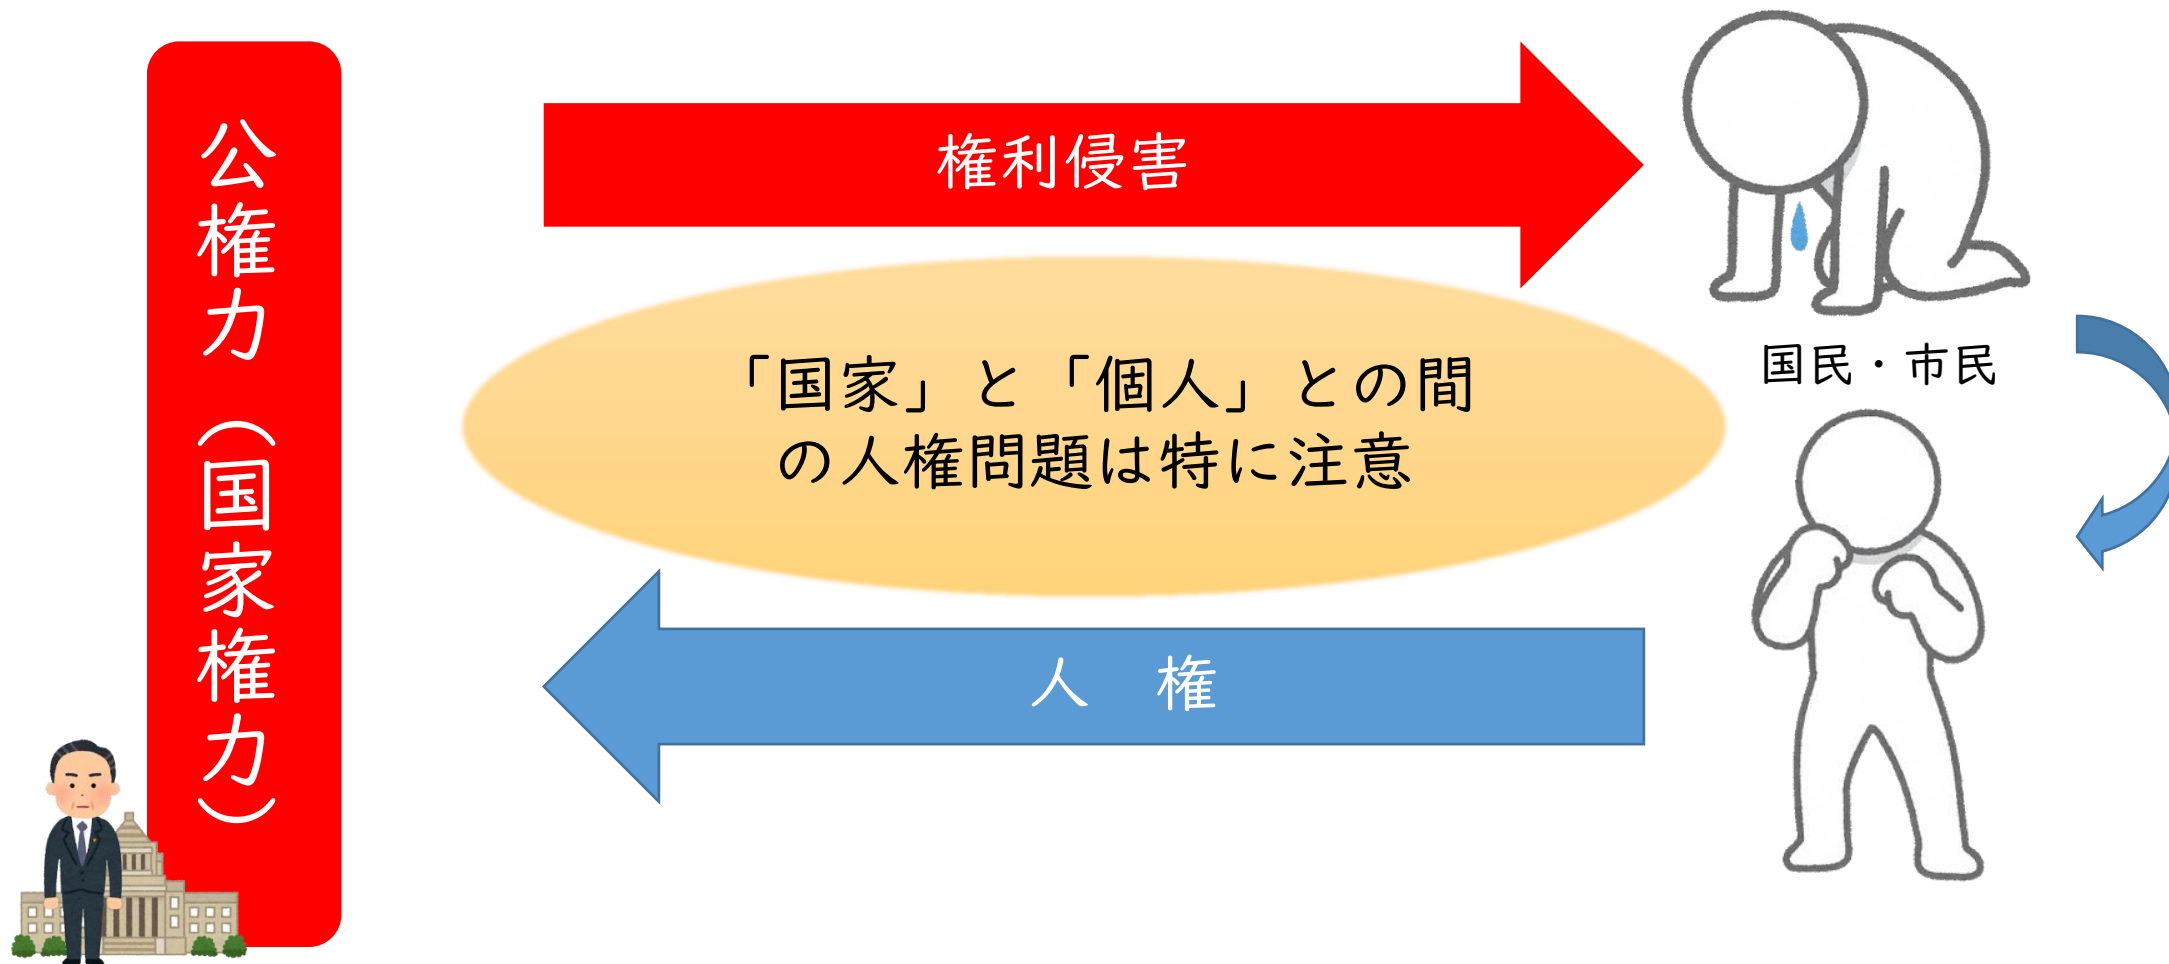 公権力（国家権力）
権利侵害
「国家」と「個人」との間
の人権問題は特に注意
国民・市民
人　権